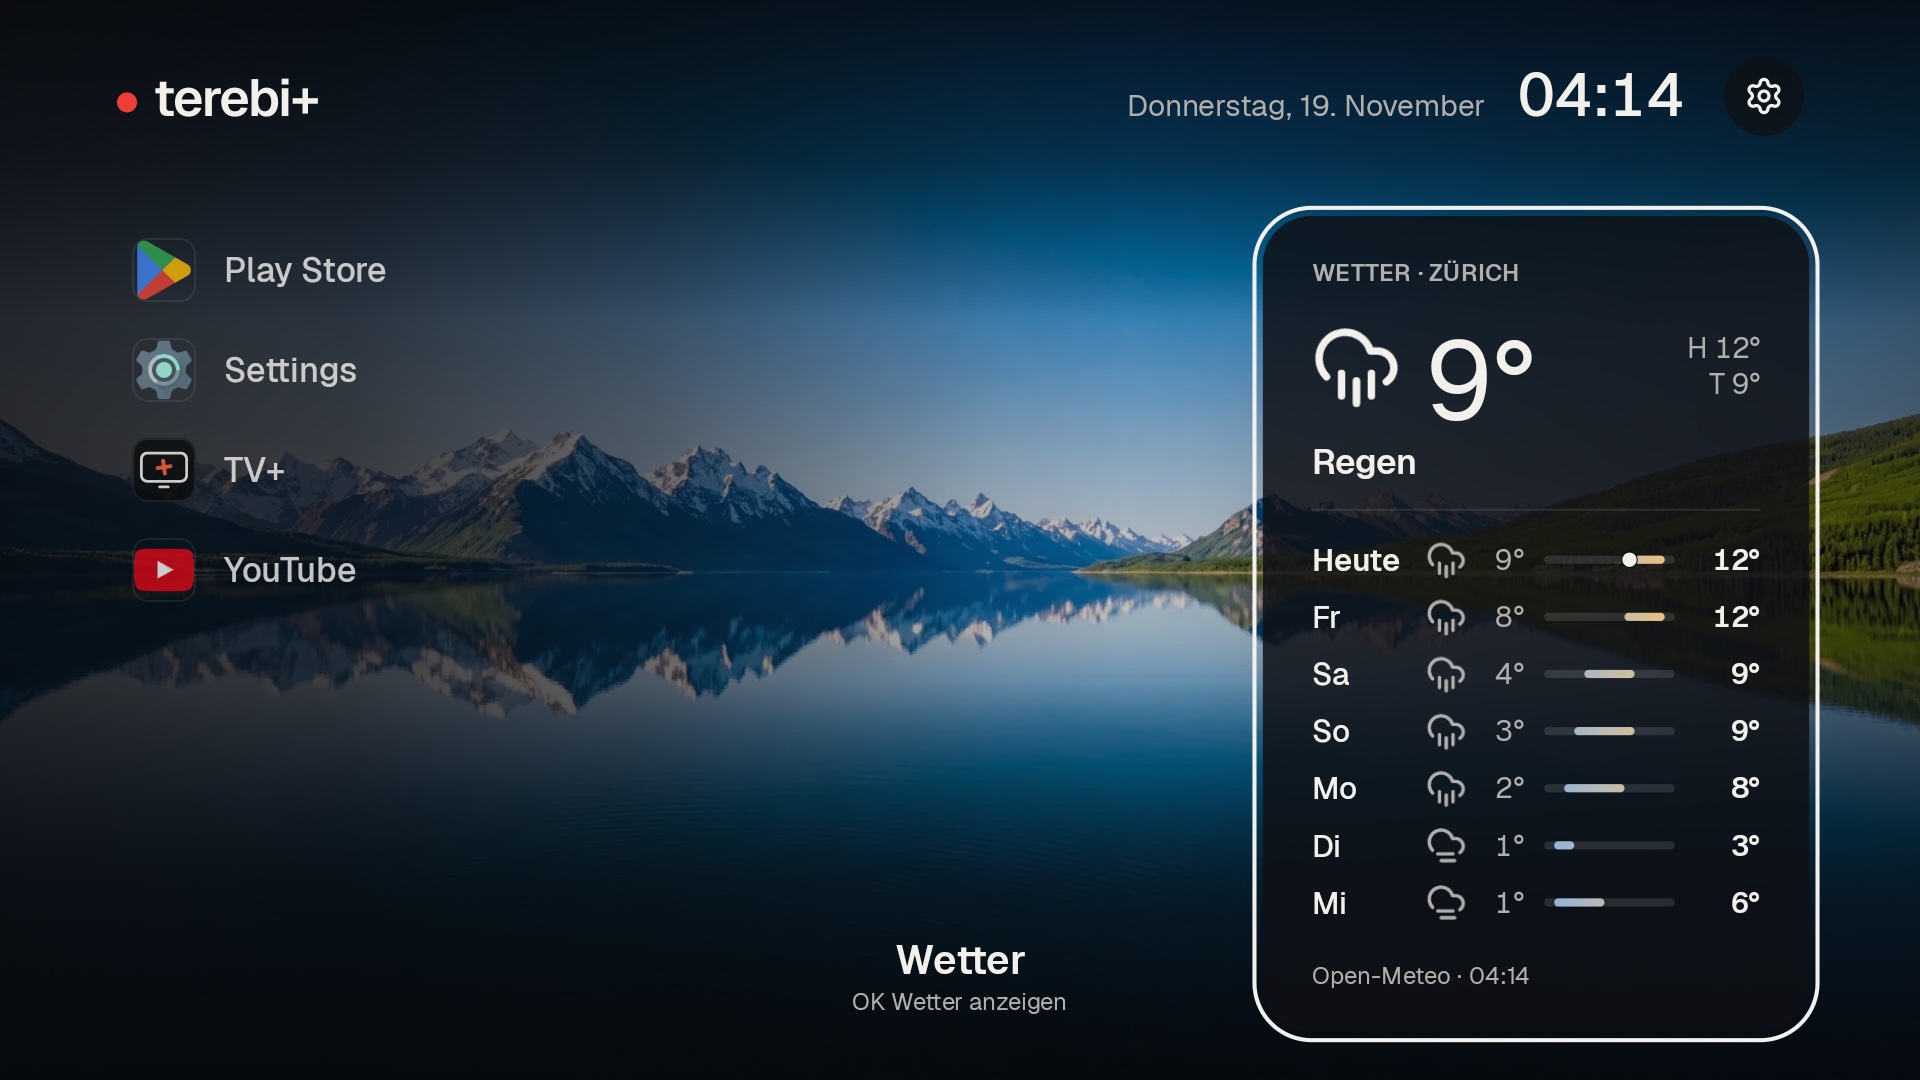 terebi+
Donnerstag, 19. November 04:14
Play Store
Settings
TV+
YouTube
WETTER · ZÜRICH
9°
H 12°
T 9°
Regen
Heute 9° 12°
Fr 8° 12°
Sa 4° 9°
So 3° 9°
Mo 2° 8°
Di 1° 3°
Mi 1° 6°
Open-Meteo · 04:14
Wetter
OK Wetter anzeigen